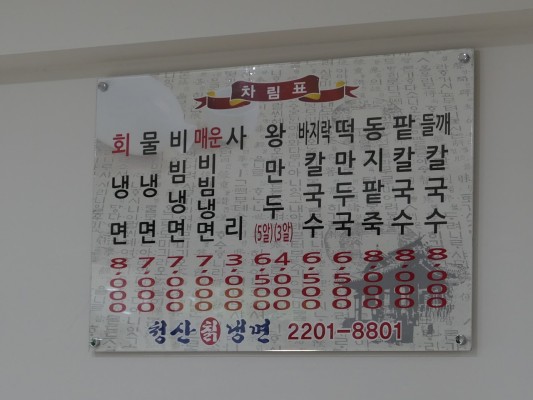 차림표
회냉면 8,000
물냉면 7,000
비빔냉면 7,000
매운비빔냉면 7,000
사리 3,000
왕만두 (5알) 6,500 (3알) 4,000
바지락칼국수 6,500
떡만두국 6,500
동지팥죽 8,000
팥칼국수 8,000
들깨칼국수 8,000
청산칡냉면 2201-8801